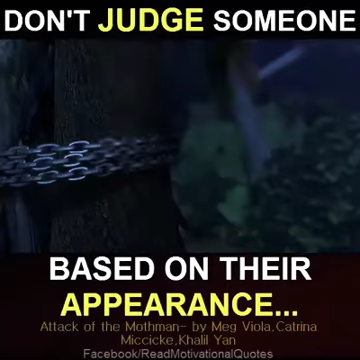 DON'T JUDGE SOMEONE
BASED ON THEIR
APPEARANCE...
Attack of the Mothman- by Meg Viola,Catrina
Miccicke,Khalil Yan
Facebook/ReadMotivationalQuotes